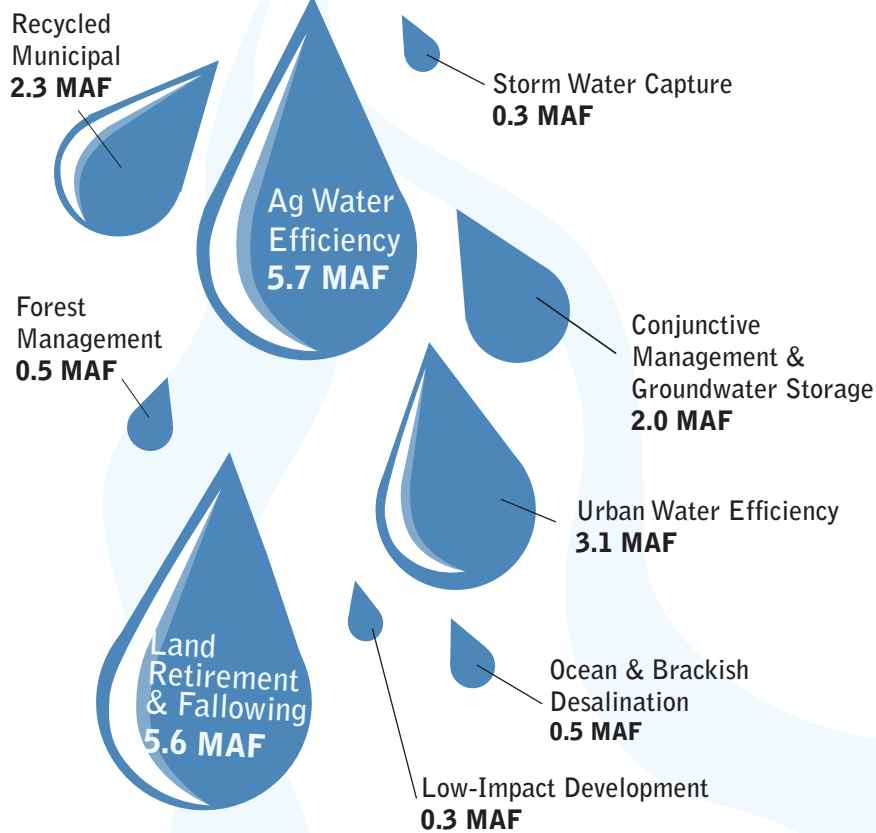 Recycled
Municipal
2.3 MAF
Storm Water Capture
0.3 MAF
Ag Water
Efficiency
5.7 MAF
Forest
Management
0.5 MAF
Conjunctive
Management &
Groundwater Storage
2.0 MAF
Urban Water Efficiency
3.1 MAF
Land
Retirement
& Fallowing
5.6 MAF
Ocean & Brackish
Desalination
0.5 MAF
Low-Impact Development
0.3 MAF